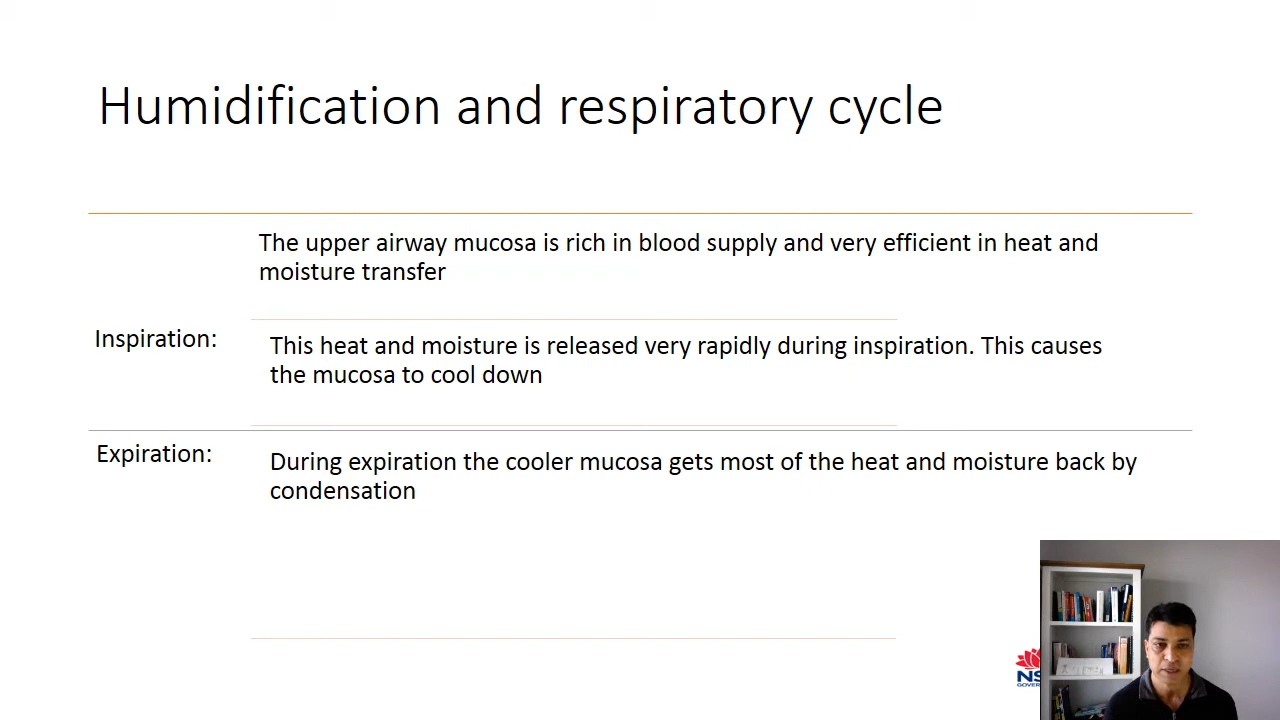 Humidification and respiratory cycle
The upper airway mucosa is rich in blood supply and very efficient in heat and
moisture transfer
Inspiration:
This heat and moisture is released very rapidly during inspiration. This causes
the mucosa to cool down
Expiration:
During expiration the cooler mucosa gets most of the heat and moisture back by
condensation